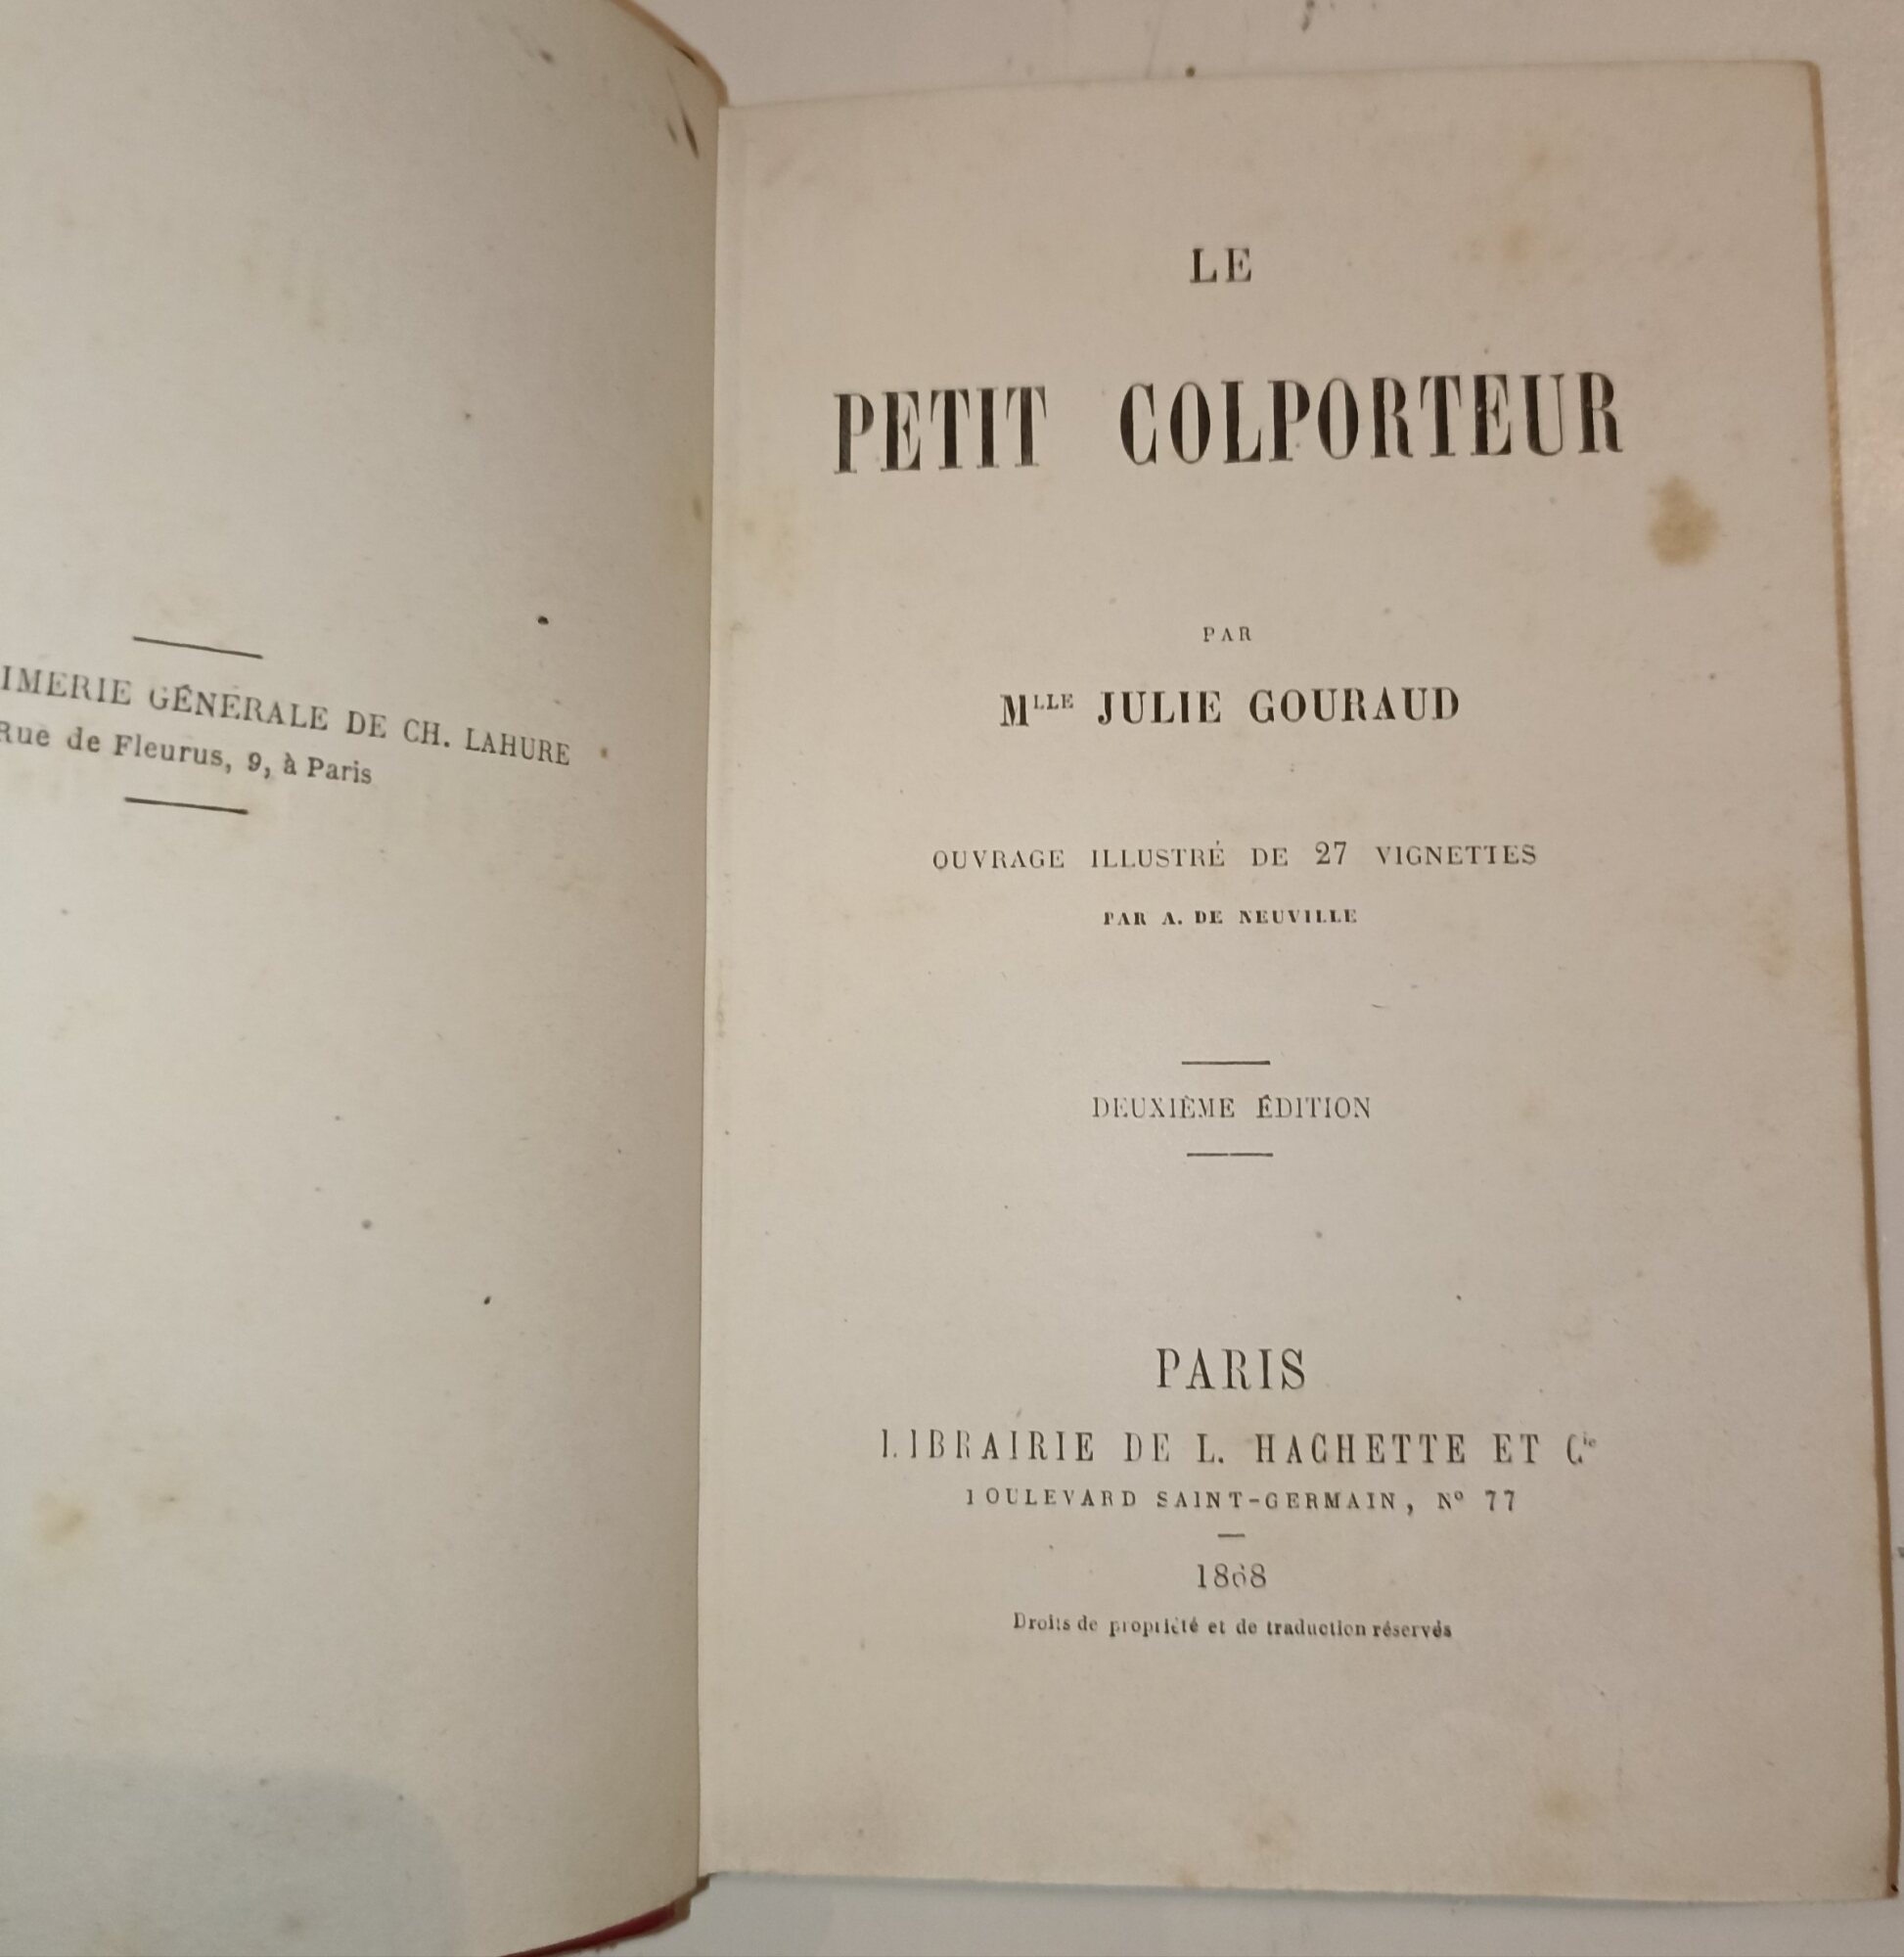 IMERIE GÉNÉRALE DE CH. LAHURE
Rue de Fleurus, 9, à Paris
LE
PETIT COLPORTEUR
PAR
MLLE JULIE GOURAUD
OUVRAGE ILLUSTRÉ DE 27 VIGNETTES
PAR A. DE NEUVILLE
DEUXIÈME ÉDITION
PARIS
LIBRAIRIE DE L. HACHETTE ET Cie
BOULEVARD SAINT-GERMAIN, No 77
1868
Droits de propriété et de traduction réservés